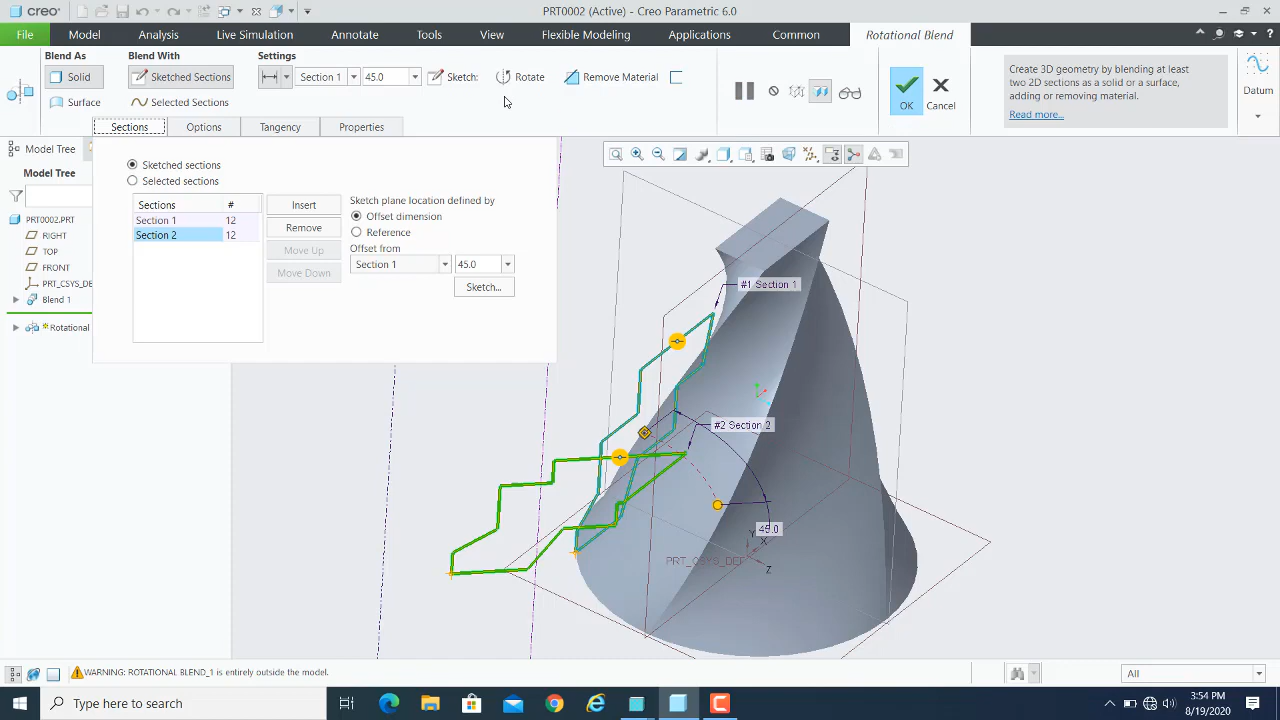 creo
PRT0002 (Active) - Creo Parametric 6.0
File Model Analysis Live Simulation Annotate Tools View Flexible Modeling Applications Common Rotational Blend
Blend As Blend With Settings
Solid Sketched Sections Section 1 45.0 Sketch: Rotate Remove Material
Surface Selected Sections
OK Cancel
Create 3D geometry by blending at least
two 2D sections as a solid or a surface,
adding or removing material.
Read more...
Datum
Sections Options Tangency Properties
Model Tree
Model Tree
PRT0002.PRT
RIGHT
TOP
FRONT
PRT_CSYS_DE
Blend 1
*Rotational
Sketched sections
Selected sections
Sections #
Section 1 12
Section 2 12
Insert
Remove
Move Up
Move Down
Sketch plane location defined by
Offset dimension
Reference
Offset from
Section 1 45.0
Sketch...
#1 Section 1
#2 Section 2
45.0
PRT_CSYS_DEF
Y
X
Z
WARNING: ROTATIONAL BLEND_1 is entirely outside the model.
All
Type here to search
3:54 PM
8/19/2020